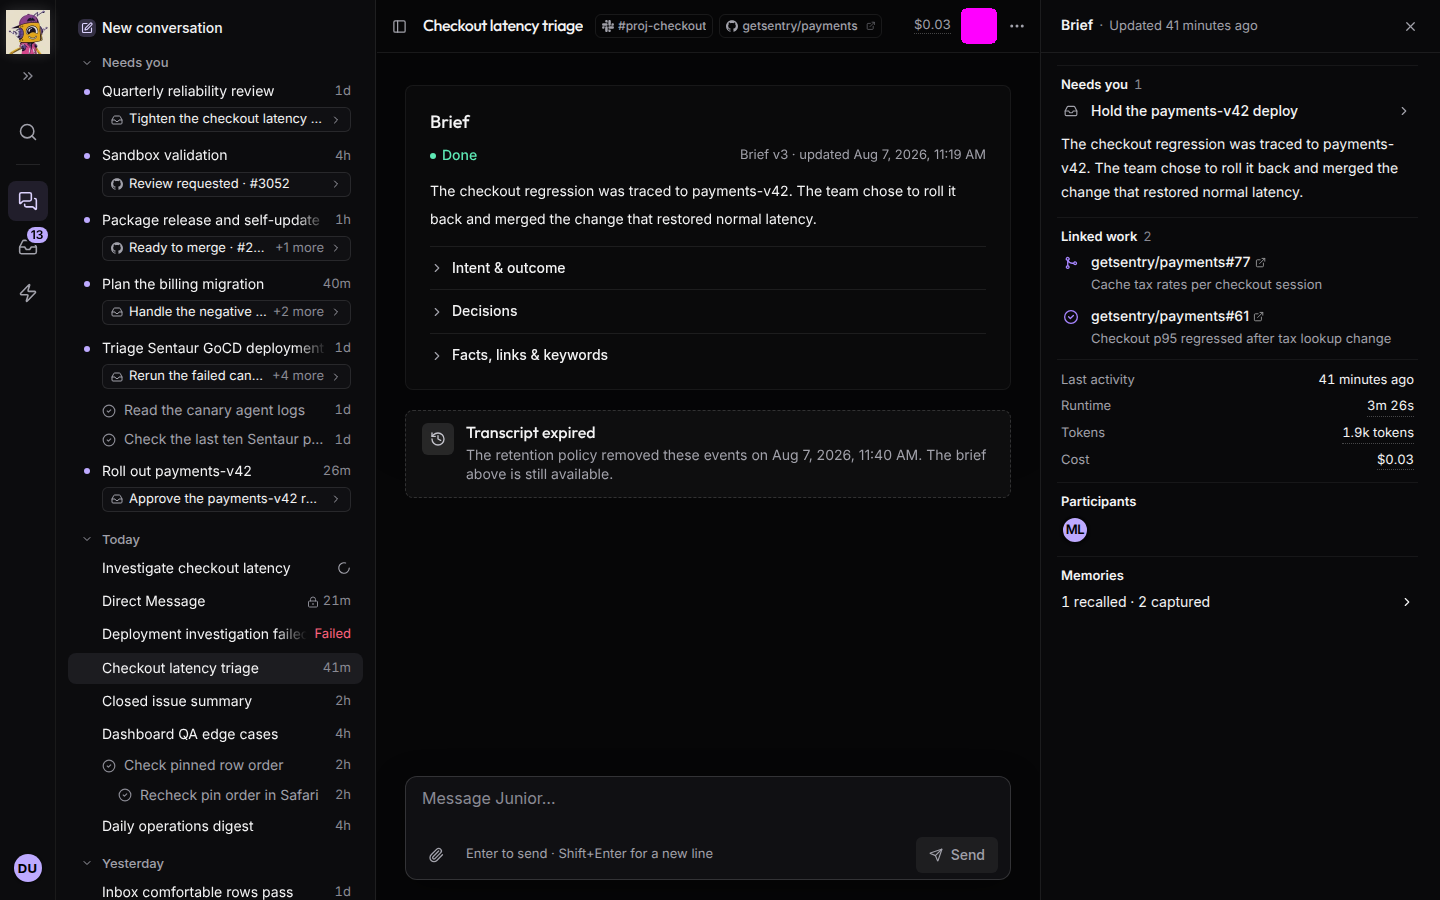 New conversation
Needs you
Quarterly reliability review 1d
Tighten the checkout latency ...
Sandbox validation 4h
Review requested · #3052
Package release and self-update 1h
Ready to merge · #2... +1 more
13
Plan the billing migration 40m
Handle the negative ... +2 more
Triage Sentaur GoCD deployment 1d
Rerun the failed can... +4 more
Read the canary agent logs 1d
Check the last ten Sentaur p... 1d
Roll out payments-v42 26m
Approve the payments-v42 r...
Today
Investigate checkout latency
Direct Message 21m
Deployment investigation failed Failed
Checkout latency triage 41m
Closed issue summary 2h
Dashboard QA edge cases 4h
Check pinned row order 2h
Recheck pin order in Safari 2h
Daily operations digest 4h
Yesterday
Inbox comfortable rows pass 1d
DU
Checkout latency triage #proj-checkout getsentry/payments $0.03
Brief
Done Brief v3 · updated Aug 7, 2026, 11:19 AM
The checkout regression was traced to payments-v42. The team chose to roll it
back and merged the change that restored normal latency.
Intent & outcome
Decisions
Facts, links & keywords
Transcript expired
The retention policy removed these events on Aug 7, 2026, 11:40 AM. The brief
above is still available.
Message Junior...
Enter to send · Shift+Enter for a new line
Send
Brief · Updated 41 minutes ago
Needs you 1
Hold the payments-v42 deploy
The checkout regression was traced to payments-
v42. The team chose to roll it back and merged the
change that restored normal latency.
Linked work 2
getsentry/payments#77
Cache tax rates per checkout session
getsentry/payments#61
Checkout p95 regressed after tax lookup change
Last activity 41 minutes ago
Runtime 3m 26s
Tokens 1.9k tokens
Cost $0.03
Participants
ML
Memories
1 recalled · 2 captured